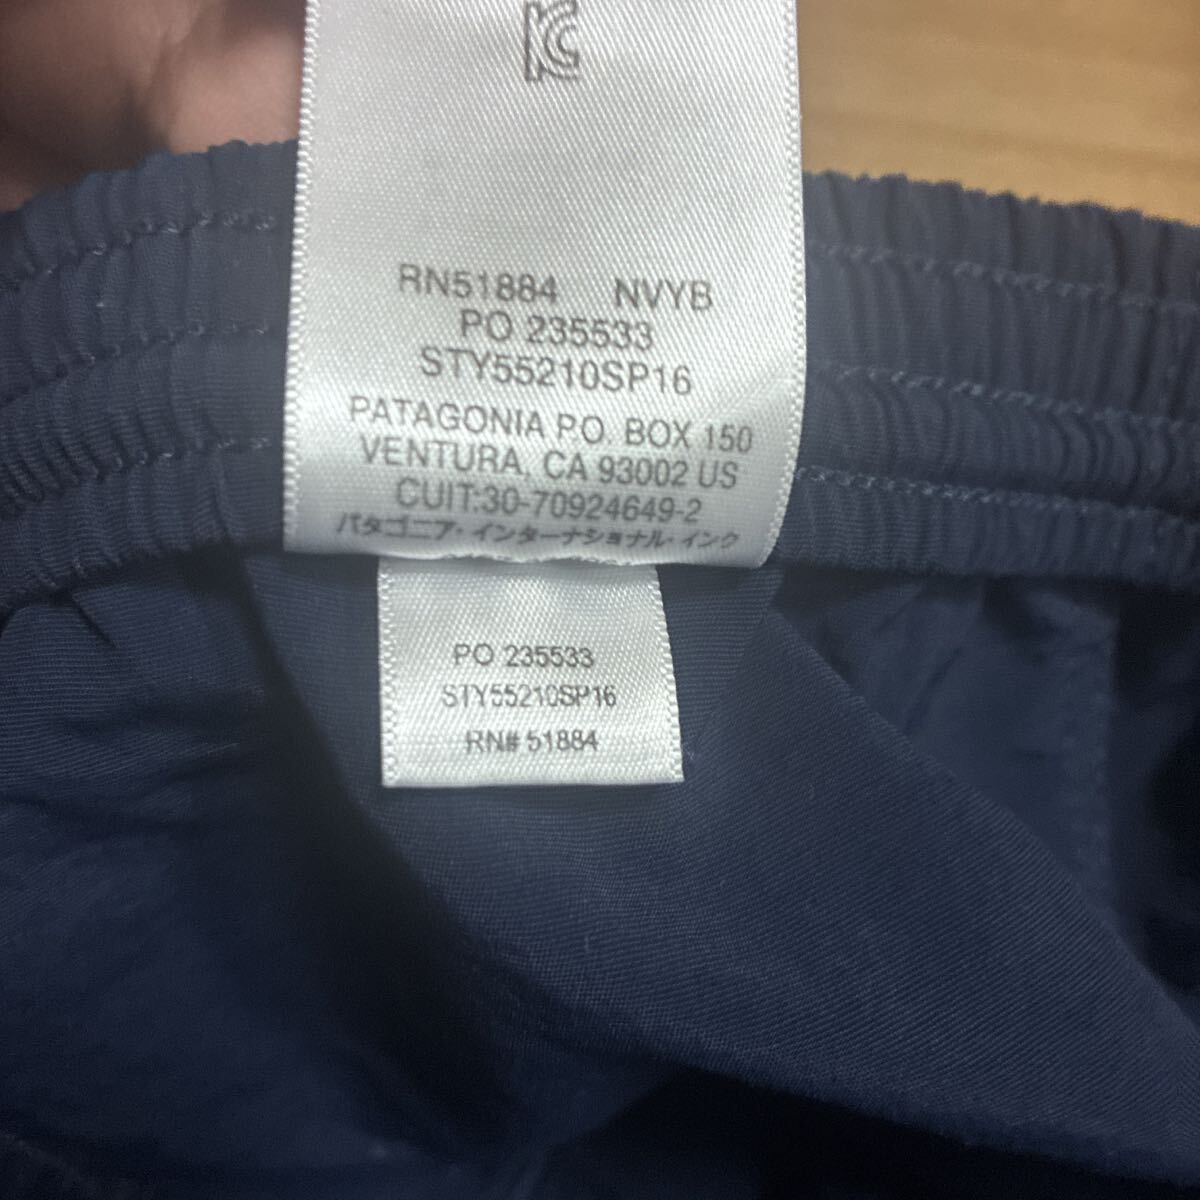 KC
RN51884 NVYB
PO 235533
STY55210SP16
PATAGONIA P.O. BOX 150
VENTURA, CA 93002 US
CUIT:30-70924649-2
パタゴニア・インターナショナル・インク
PO 235533
STY55210SP16
RN# 51884